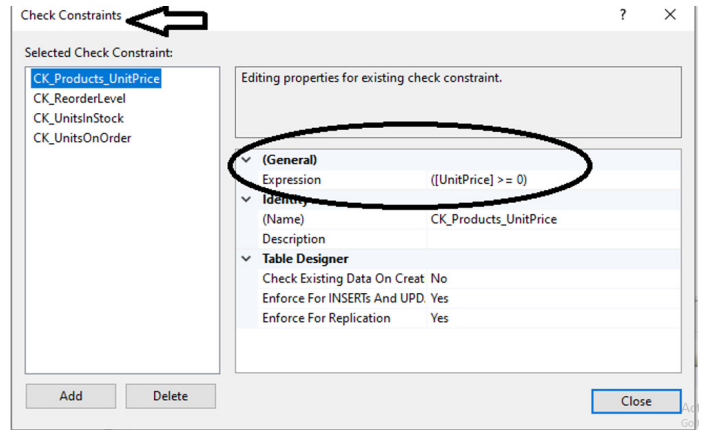 Check Constraints
? ×
Selected Check Constraint:
CK_Products_UnitPrice
CK_ReorderLevel
CK_UnitsInStock
CK_UnitsOnOrder
Editing properties for existing check constraint.
(General)
Expression ([UnitPrice] >= 0)
Identity
(Name) CK_Products_UnitPrice
Description
Table Designer
Check Existing Data On Creat No
Enforce For INSERTs And UPD. Yes
Enforce For Replication Yes
Add Delete
Close